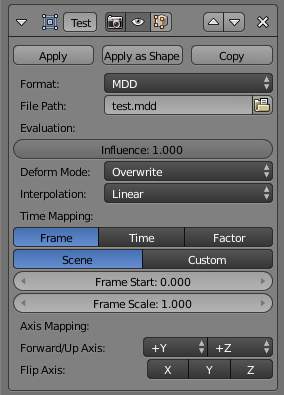 Test
Apply Apply as Shape Copy
Format: MDD
File Path: test.mdd
Evaluation:
Influence: 1.000
Deform Mode: Overwrite
Interpolation: Linear
Time Mapping:
Frame Time Factor
Scene Custom
Frame Start: 0.000
Frame Scale: 1.000
Axis Mapping:
Forward/Up Axis: +Y +Z
Flip Axis: X Y Z